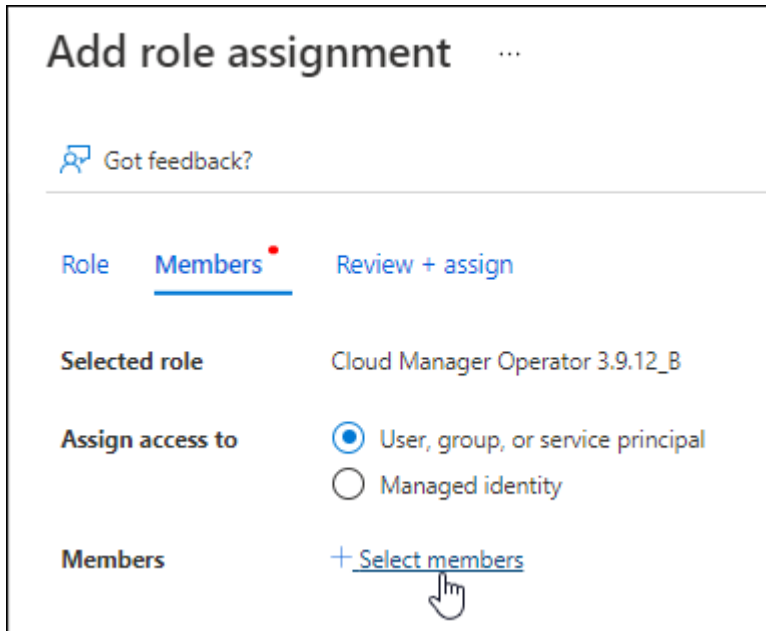 Add role assignment ...
Got feedback?
Role Members Review + assign
Selected role Cloud Manager Operator 3.9.12_B
Assign access to User, group, or service principal
Managed identity
Members + Select members